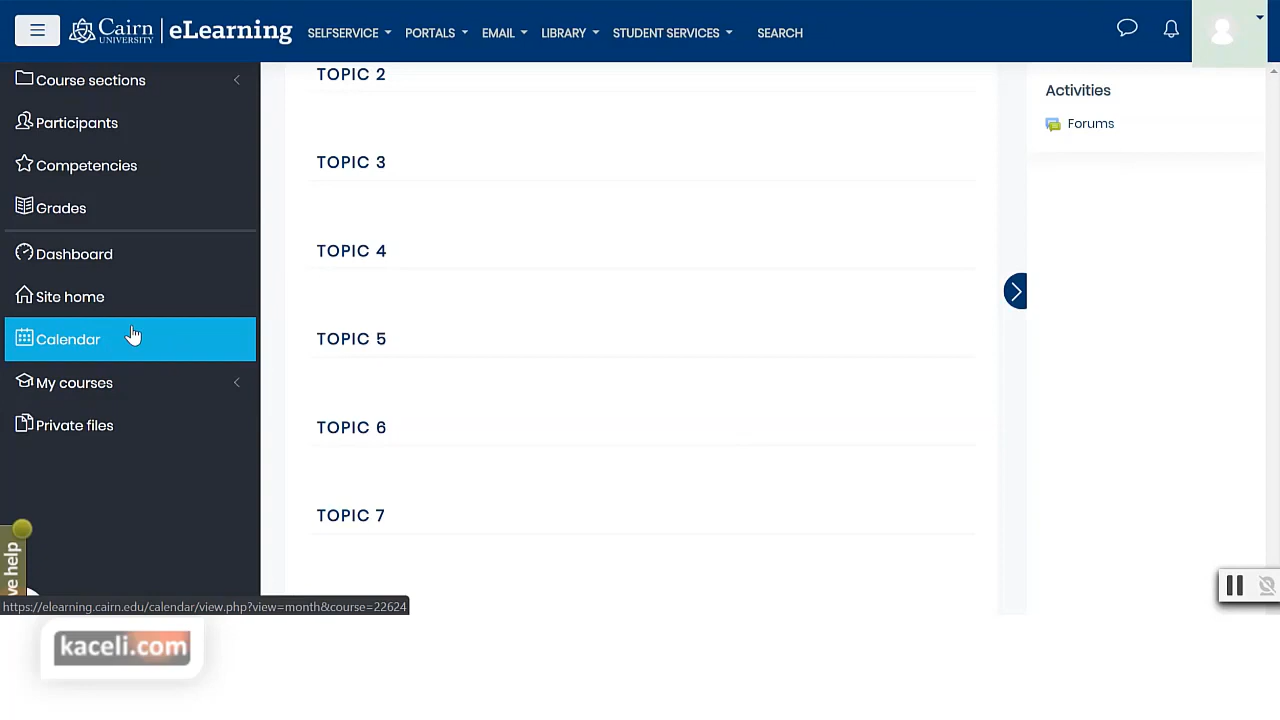 Cairn UNIVERSITY eLearning SELFSERVICE PORTALS EMAIL LIBRARY STUDENT SERVICES SEARCH
Course sections
Participants
Competencies
Grades
Dashboard
Site home
Calendar
My courses
Private files
TOPIC 2
TOPIC 3
TOPIC 4
TOPIC 5
TOPIC 6
TOPIC 7
Activities
Forums
ve help
https://elearning.cairn.edu/calendar/view.php?view=month&course=22624
kaceli.com